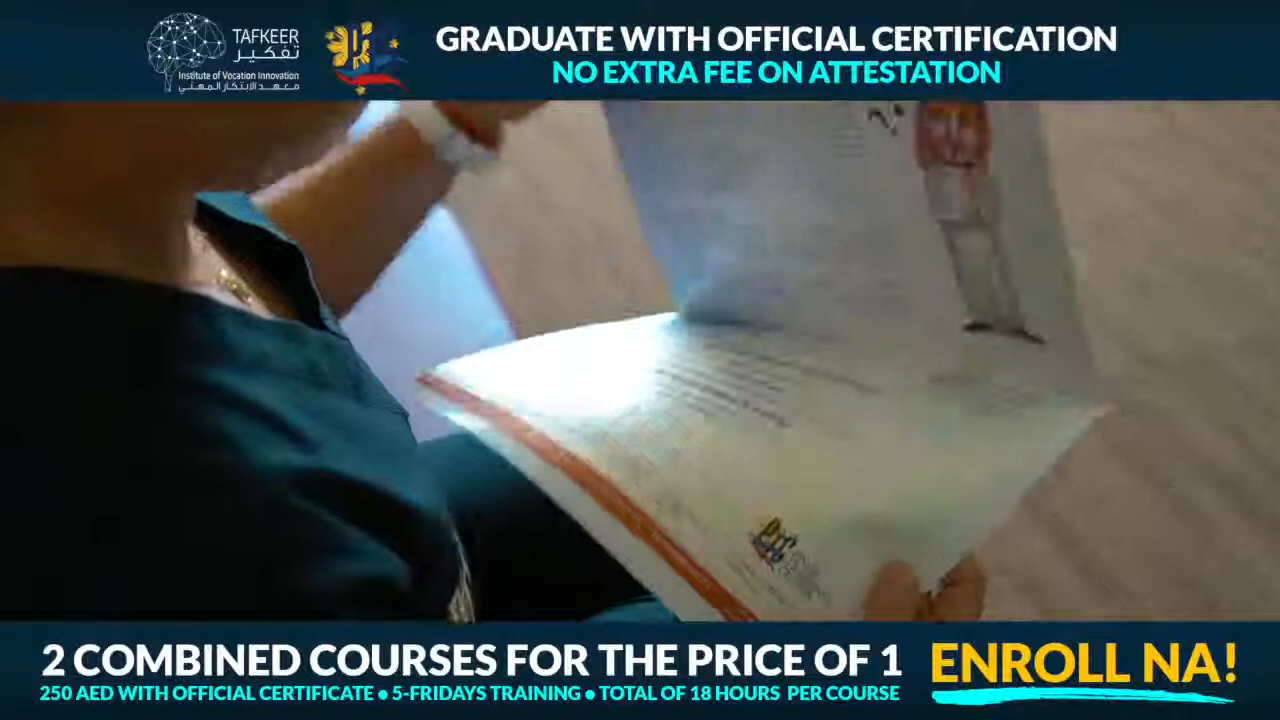 TAFKEER
تفكير
Institute of Vocation Innovation
معهد الابتكار المهني
GRADUATE WITH OFFICIAL CERTIFICATION
NO EXTRA FEE ON ATTESTATION
2 COMBINED COURSES FOR THE PRICE OF 1
250 AED WITH OFFICIAL CERTIFICATE ● 5-FRIDAYS TRAINING ● TOTAL OF 18 HOURS PER COURSE
ENROLL NA!